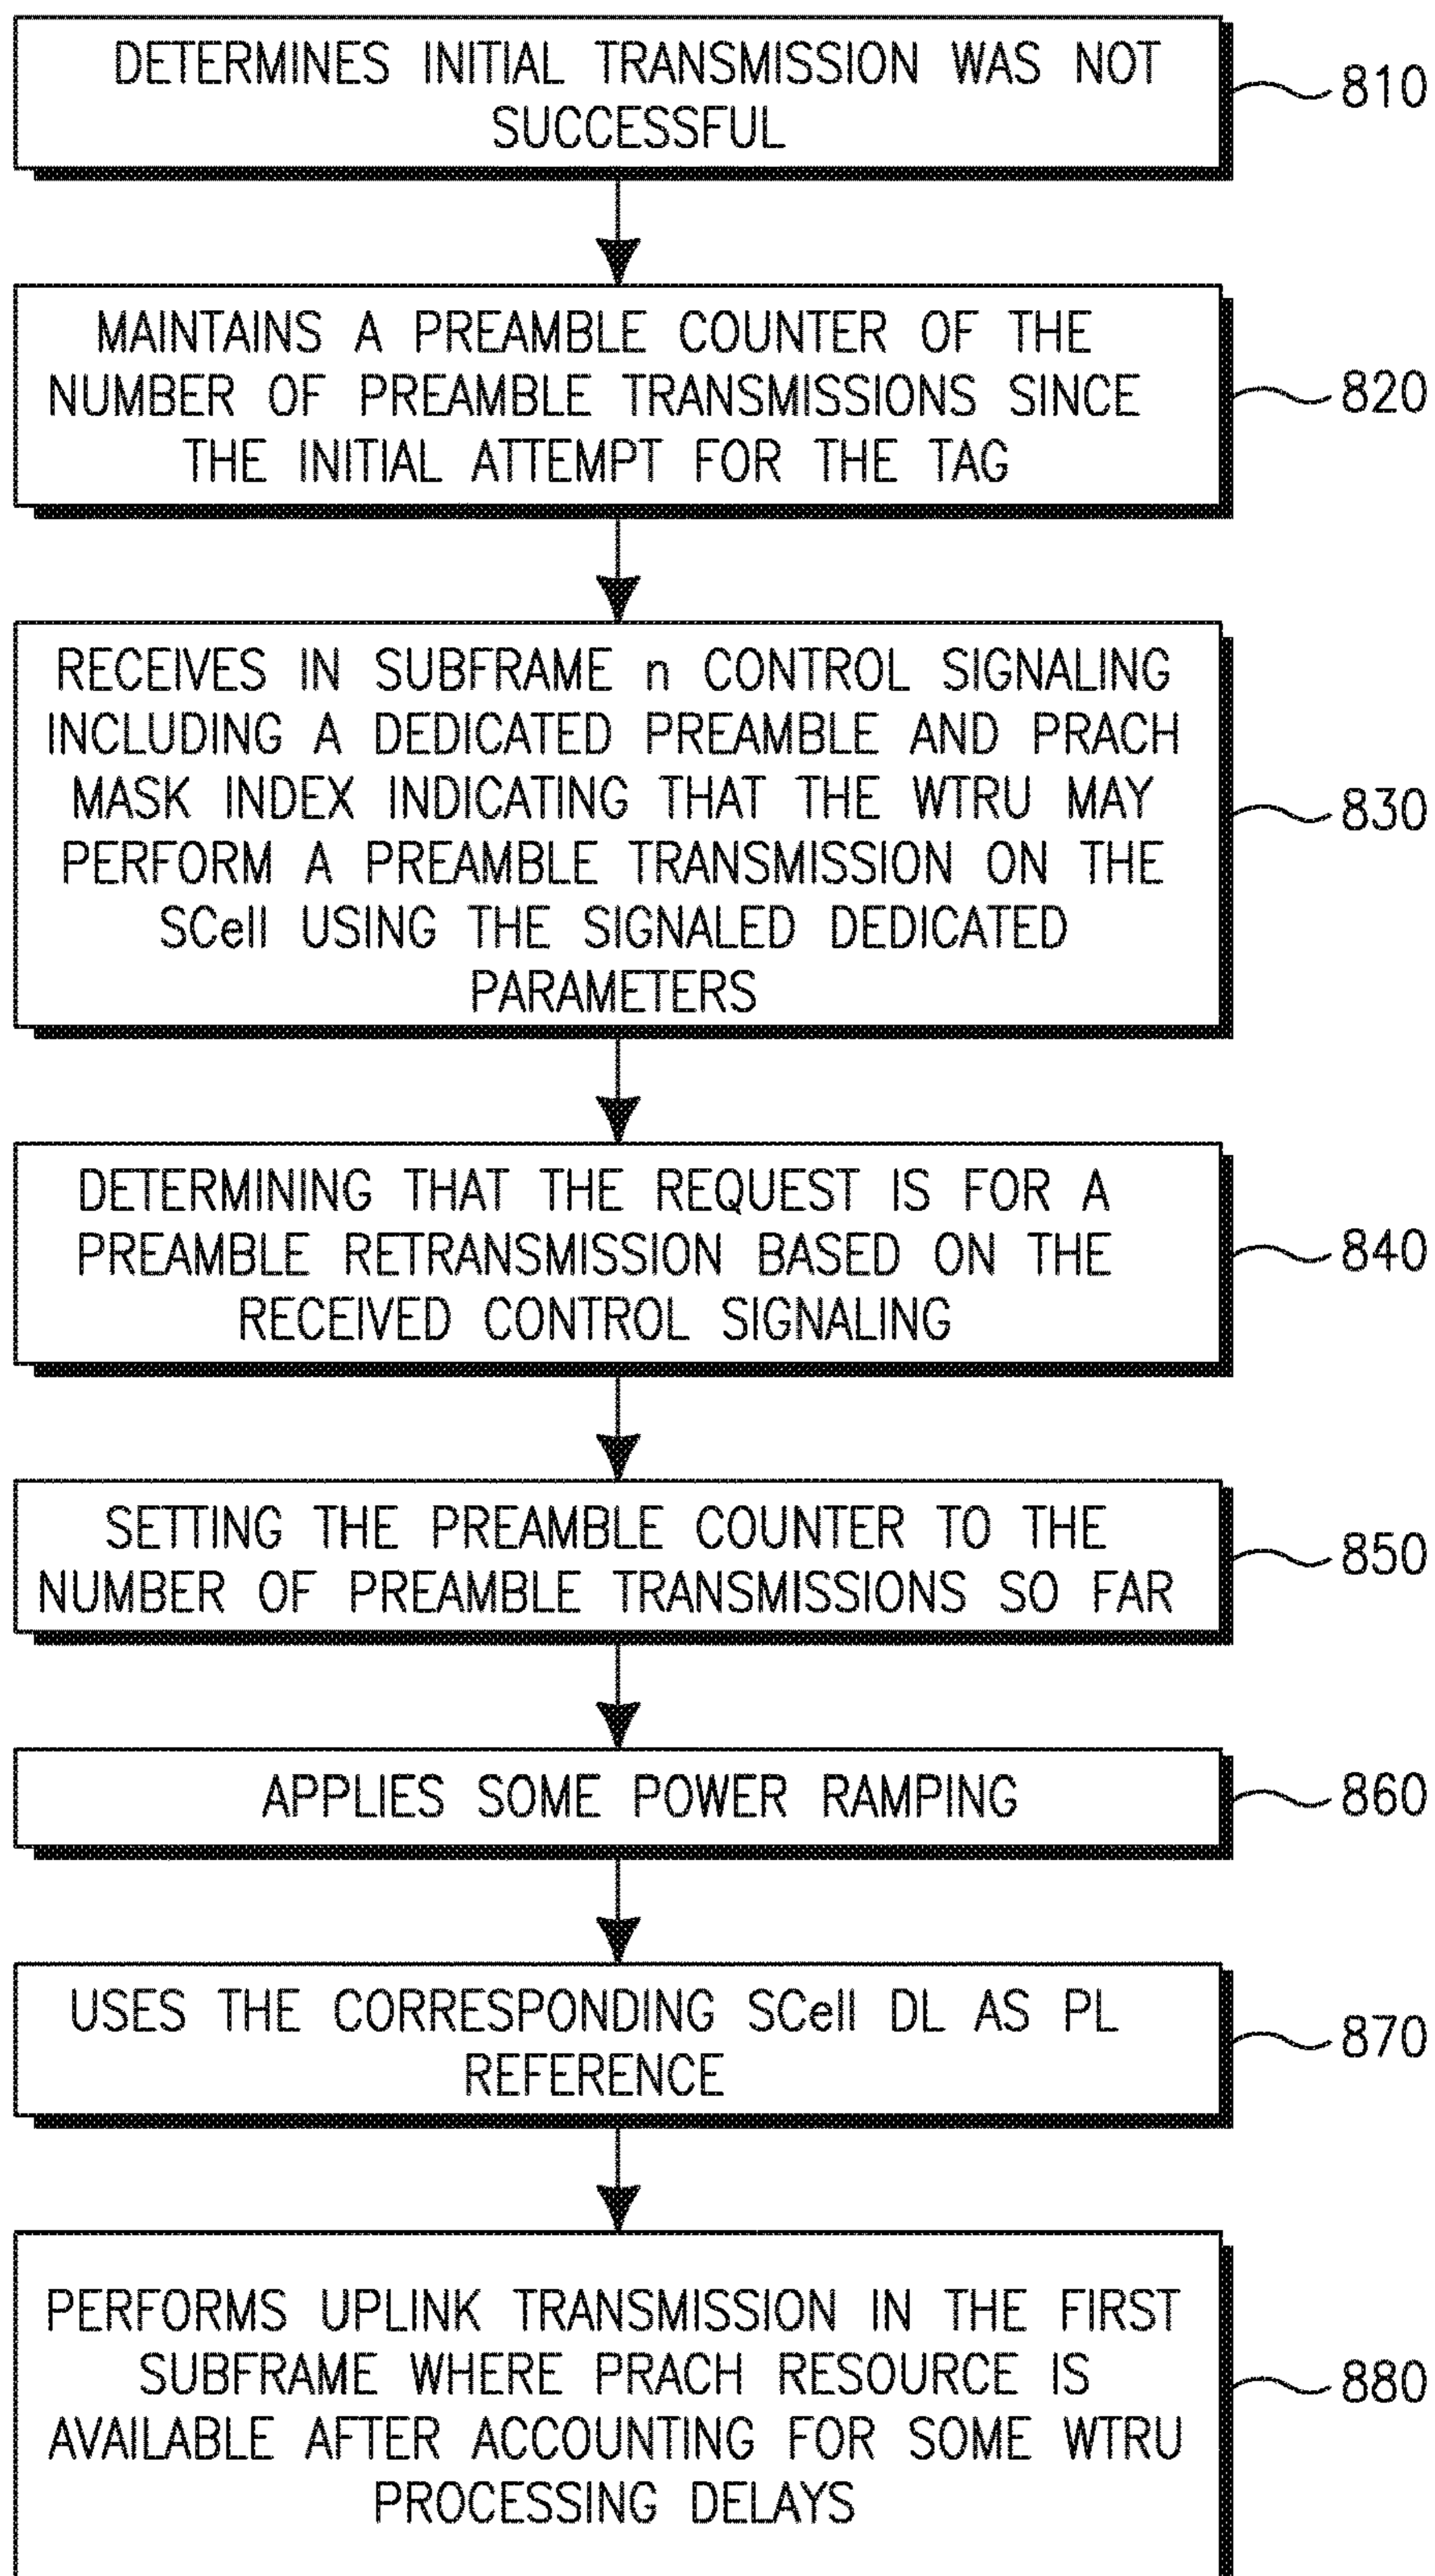 DETERMINES INITIAL TRANSMISSION WAS NOT
SUCCESSFUL
810
MAINTAINS A PREAMBLE COUNTER OF THE
NUMBER OF PREAMBLE TRANSMISSIONS SINCE
THE INITIAL ATTEMPT FOR THE TAG
820
RECEIVES IN SUBFRAME n CONTROL SIGNALING
INCLUDING A DEDICATED PREAMBLE AND PRACH
MASK INDEX INDICATING THAT THE WTRU MAY
PERFORM A PREAMBLE TRANSMISSION ON THE
SCell USING THE SIGNALED DEDICATED
PARAMETERS
830
DETERMINING THAT THE REQUEST IS FOR A
PREAMBLE RETRANSMISSION BASED ON THE
RECEIVED CONTROL SIGNALING
840
SETTING THE PREAMBLE COUNTER TO THE
NUMBER OF PREAMBLE TRANSMISSIONS SO FAR
850
APPLIES SOME POWER RAMPING
860
USES THE CORRESPONDING SCell DL AS PL
REFERENCE
870
PERFORMS UPLINK TRANSMISSION IN THE FIRST
SUBFRAME WHERE PRACH RESOURCE IS
AVAILABLE AFTER ACCOUNTING FOR SOME WTRU
PROCESSING DELAYS
880